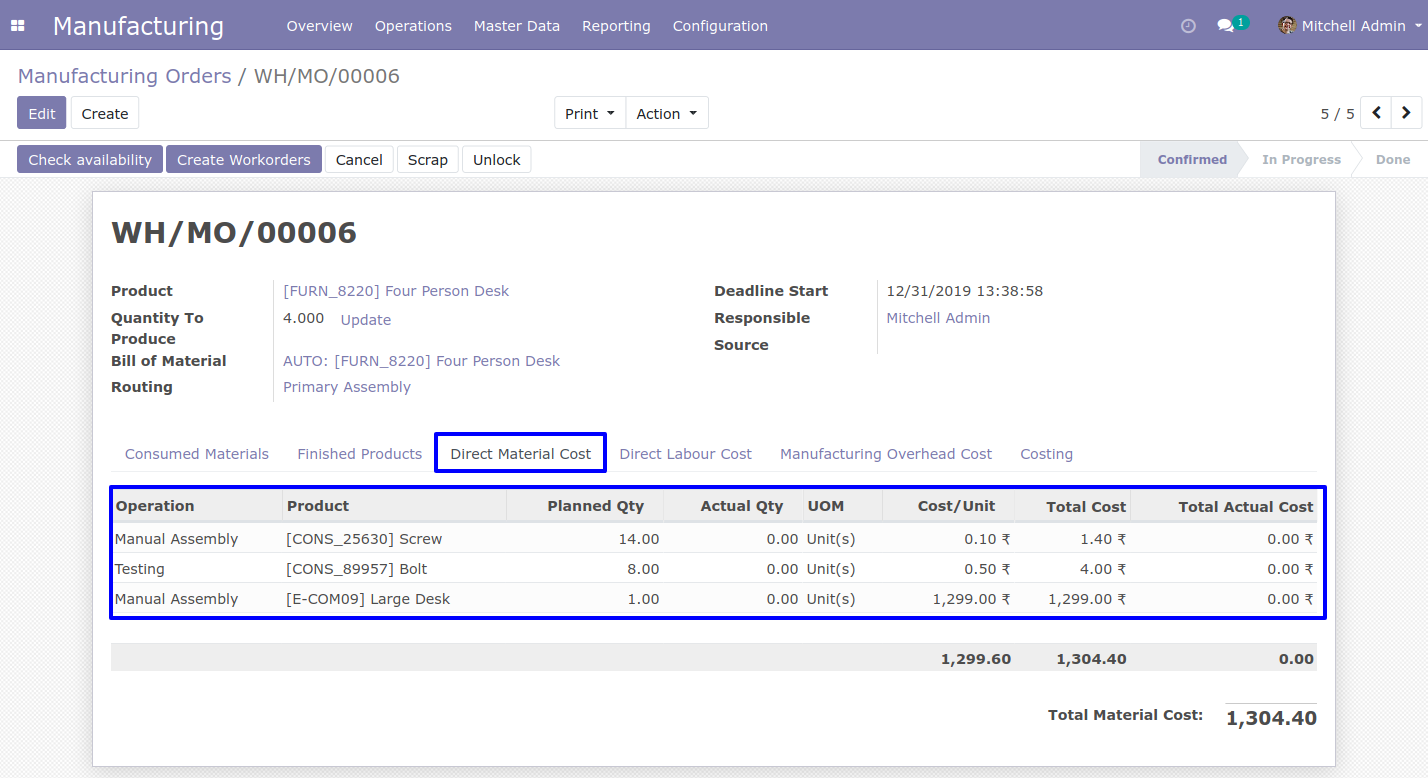 Manufacturing Overview Operations Master Data Reporting Configuration 1 Mitchell Admin
Manufacturing Orders / WH/MO/00006
Edit Create Print Action 5 / 5
Check availability Create Workorders Cancel Scrap Unlock Confirmed In Progress Done
WH/MO/00006
Product [FURN_8220] Four Person Desk Deadline Start 12/31/2019 13:38:58
Quantity To 4.000 Update Responsible Mitchell Admin
Produce Source
Bill of Material AUTO: [FURN_8220] Four Person Desk
Routing Primary Assembly
Consumed Materials Finished Products Direct Material Cost Direct Labour Cost Manufacturing Overhead Cost Costing
Operation Product Planned Qty Actual Qty UOM Cost/Unit Total Cost Total Actual Cost
Manual Assembly [CONS_25630] Screw 14.00 0.00 Unit(s) 0.10 ₹ 1.40 ₹ 0.00 ₹
Testing [CONS_89957] Bolt 8.00 0.00 Unit(s) 0.50 ₹ 4.00 ₹ 0.00 ₹
Manual Assembly [E-COM09] Large Desk 1.00 0.00 Unit(s) 1,299.00 ₹ 1,299.00 ₹ 0.00 ₹
1,299.60 1,304.40 0.00
Total Material Cost: 1,304.40